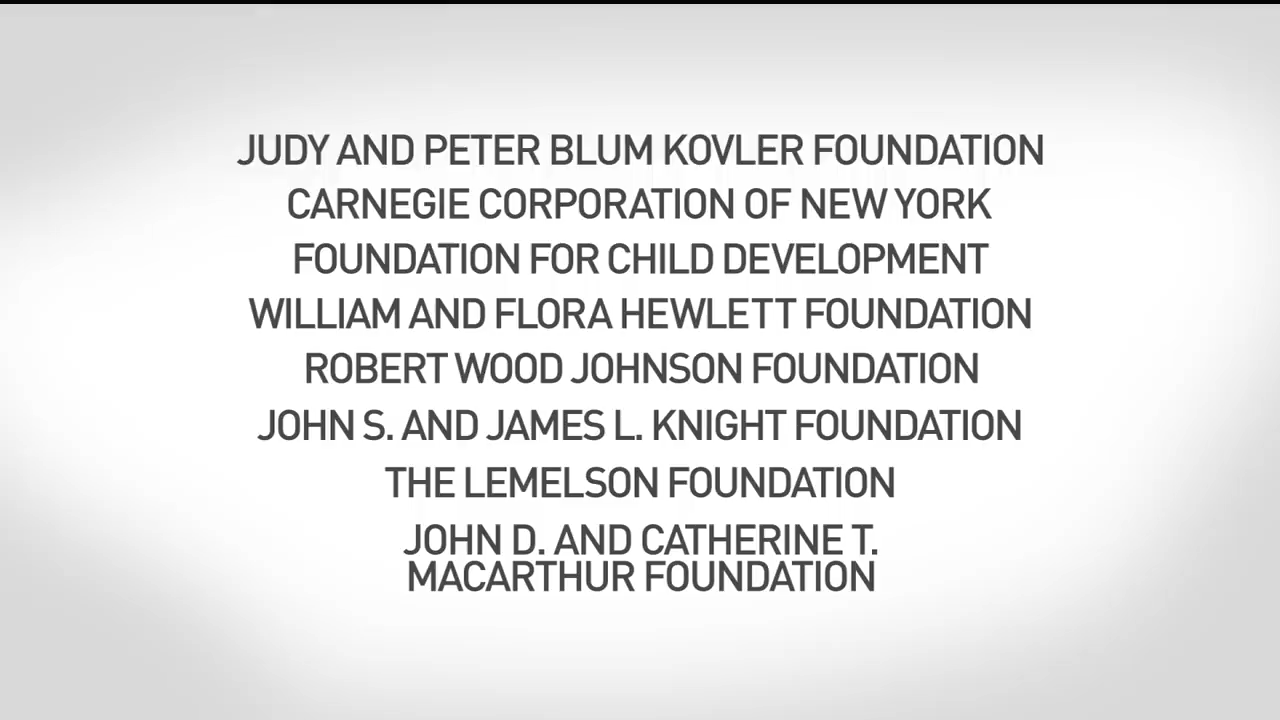 JUDY AND PETER BLUM KOVLER FOUNDATION
CARNEGIE CORPORATION OF NEW YORK
FOUNDATION FOR CHILD DEVELOPMENT
WILLIAM AND FLORA HEWLETT FOUNDATION
ROBERT WOOD JOHNSON FOUNDATION
JOHN S. AND JAMES L. KNIGHT FOUNDATION
THE LEMELSON FOUNDATION
JOHN D. AND CATHERINE T.
MACARTHUR FOUNDATION